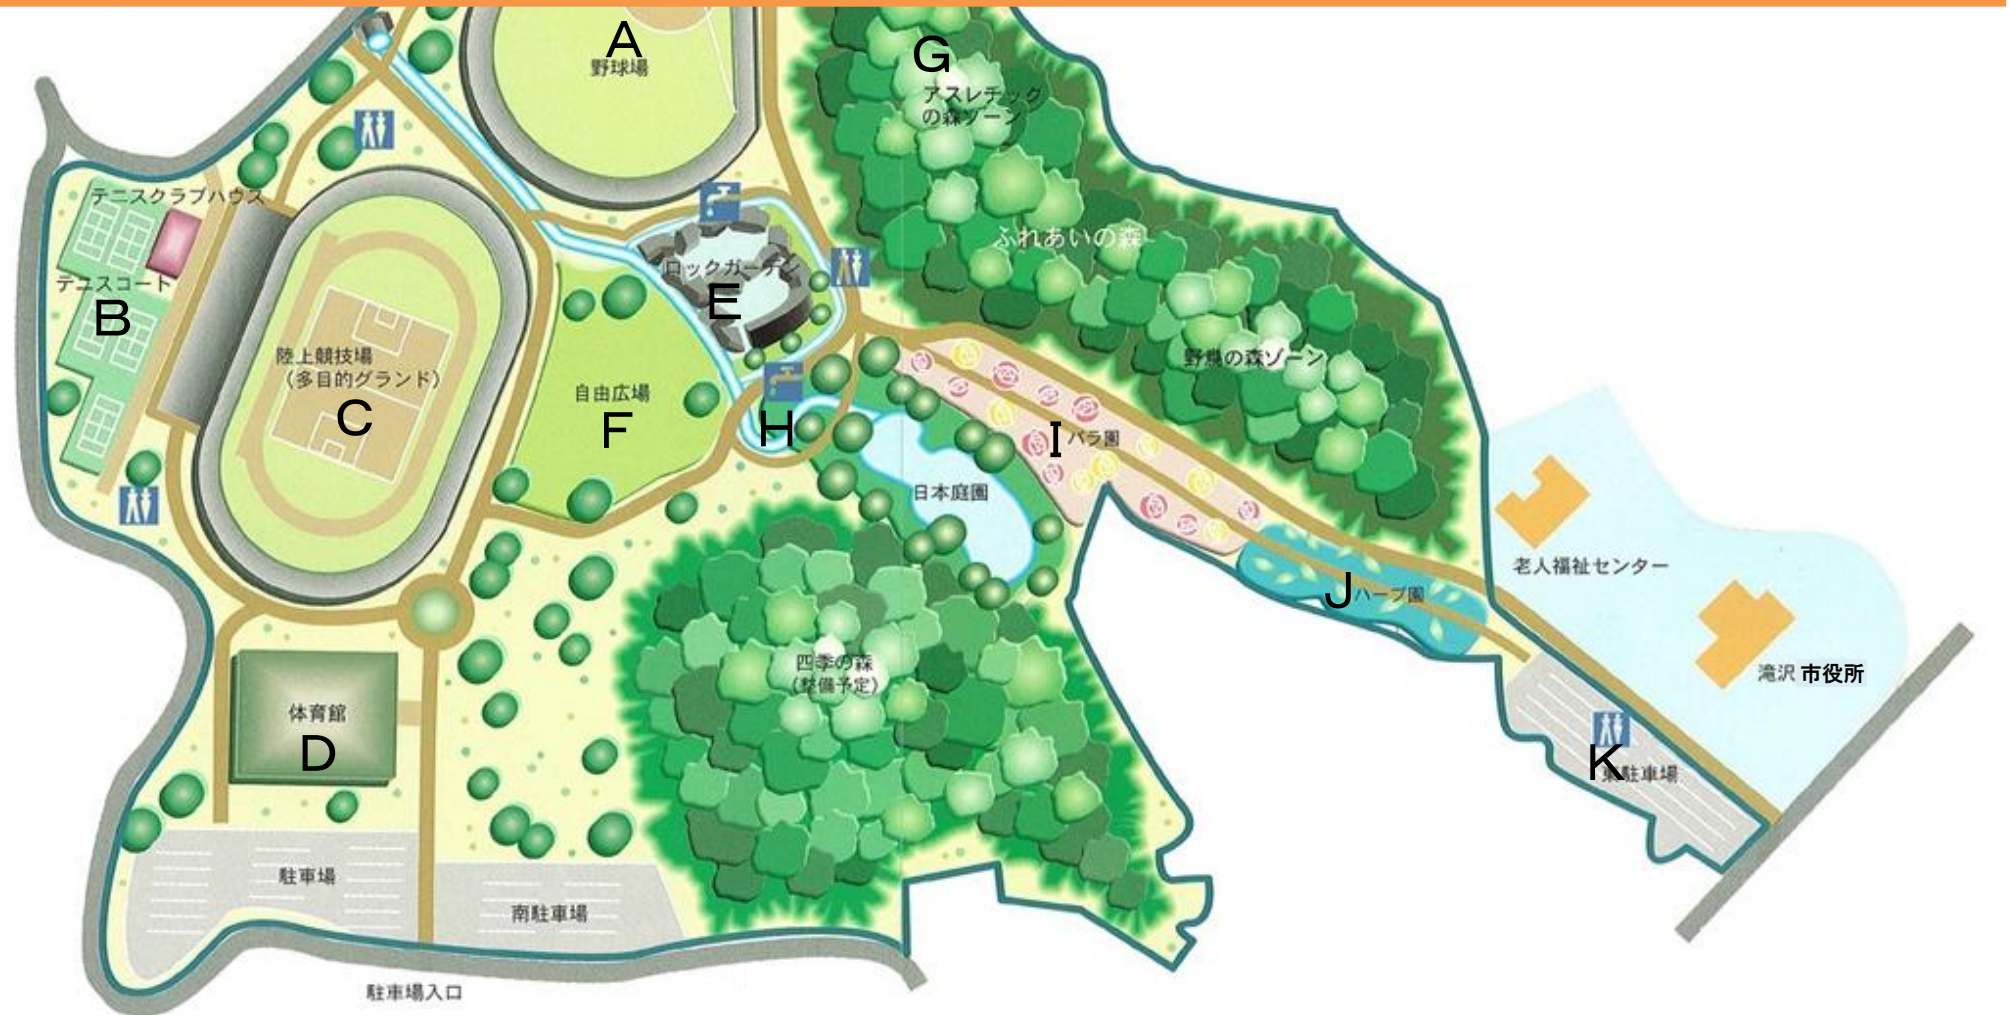 A
野球場
G
アスレチック
の森ゾーン
テニスクラブハウス
ふれあいの森
テニスコート
B
ロックガーデン
E
陸上競技場
（多目的グランド）
C
自由広場
F
H
野鳥の森ゾーン
I バラ園
日本庭園
老人福祉センター
J ハーブ園
四季の森
（整備予定）
滝沢 市役所
体育館
D
K
東駐車場
駐車場
南駐車場
駐車場入口